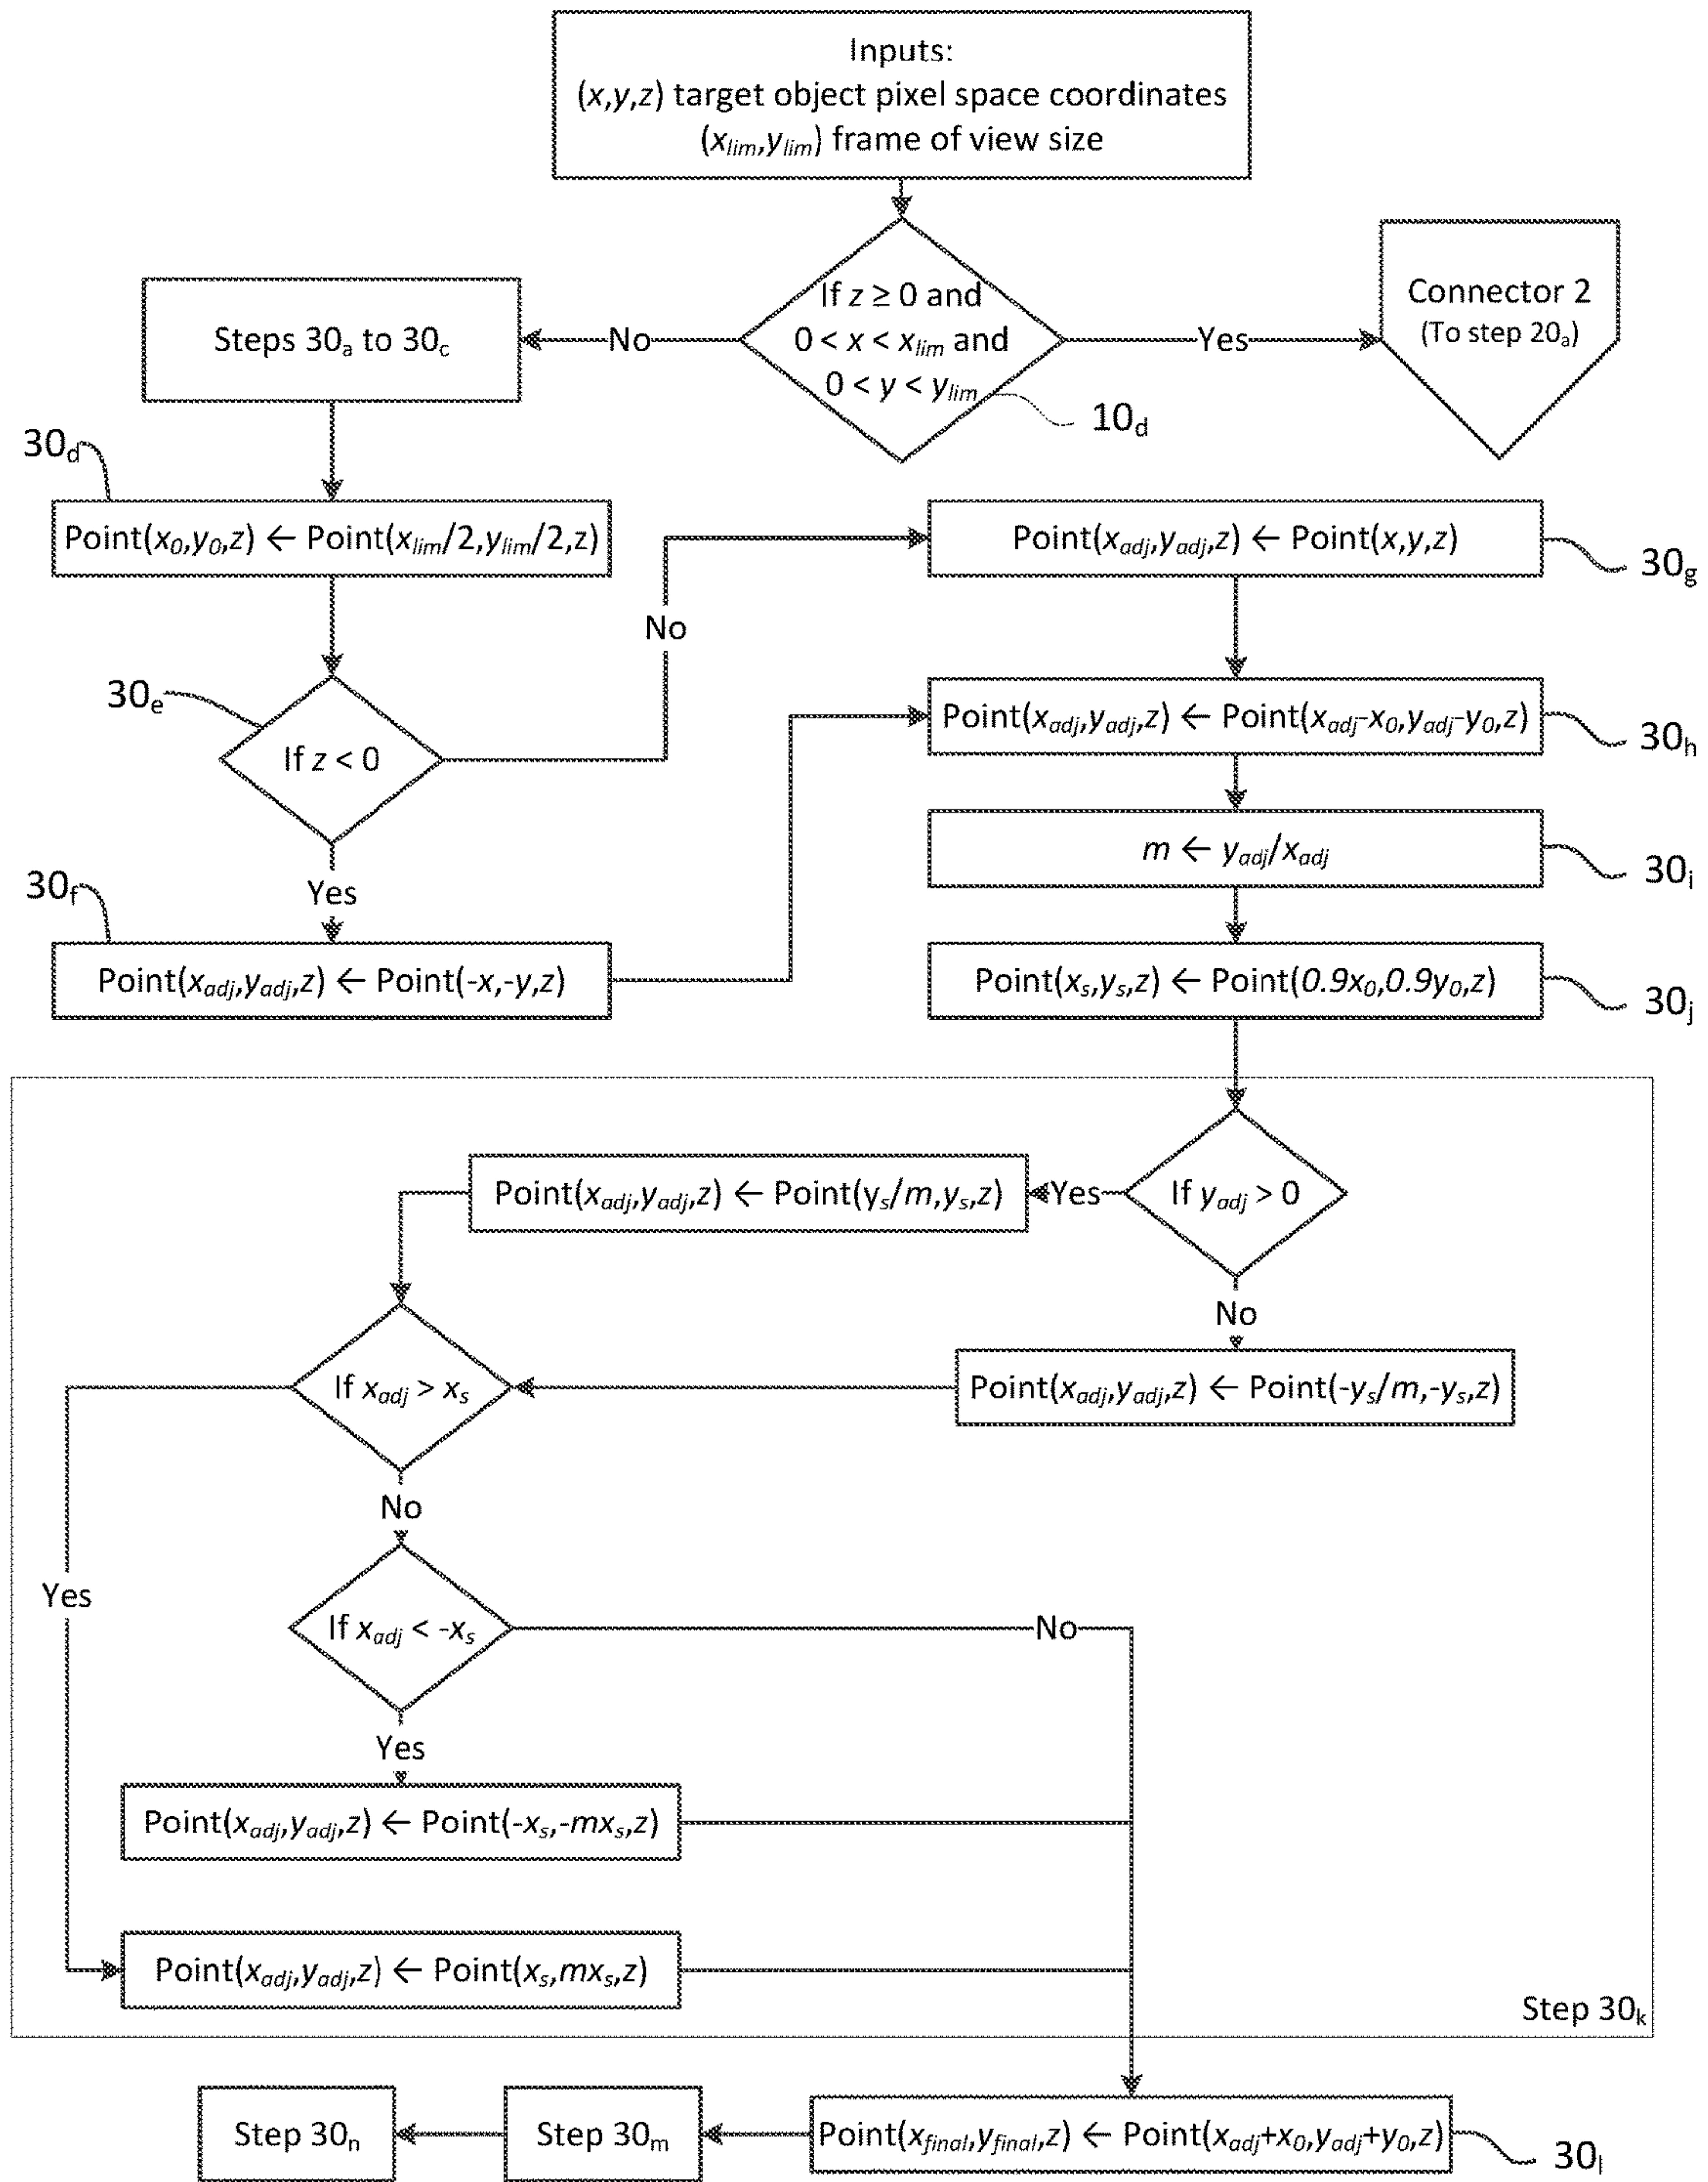 Inputs:
(x,y,z) target object pixel space coordinates
(xlim,ylim) frame of view size
If z ≥ 0 and
0 < x < xlim and
0 < y < ylim
10d
No
Yes
Connector 2
(To step 20a)
Steps 30a to 30c
30d
Point(x0,y0,z) ← Point(xlim/2,ylim/2,z)
Point(xadj,yadj,z) ← Point(x,y,z)
30g
No
30e
If z < 0
Point(xadj,yadj,z) ← Point(xadj-x0,yadj-y0,z)
30h
m ← yadj/xadj
30i
Yes
30f
Point(xadj,yadj,z) ← Point(-x,-y,z)
Point(xs,ys,z) ← Point(0.9x0,0.9y0,z)
30j
If yadj > 0
Yes
Point(xadj,yadj,z) ← Point(ys/m,ys,z)
No
Point(xadj,yadj,z) ← Point(-ys/m,-ys,z)
If xadj > xs
No
Yes
If xadj < -xs
No
Yes
Point(xadj,yadj,z) ← Point(-xs,-mxs,z)
Point(xadj,yadj,z) ← Point(xs,mxs,z)
Step 30k
Point(xfinal,yfinal,z) ← Point(xadj+x0,yadj+y0,z)
30l
Step 30m
Step 30n